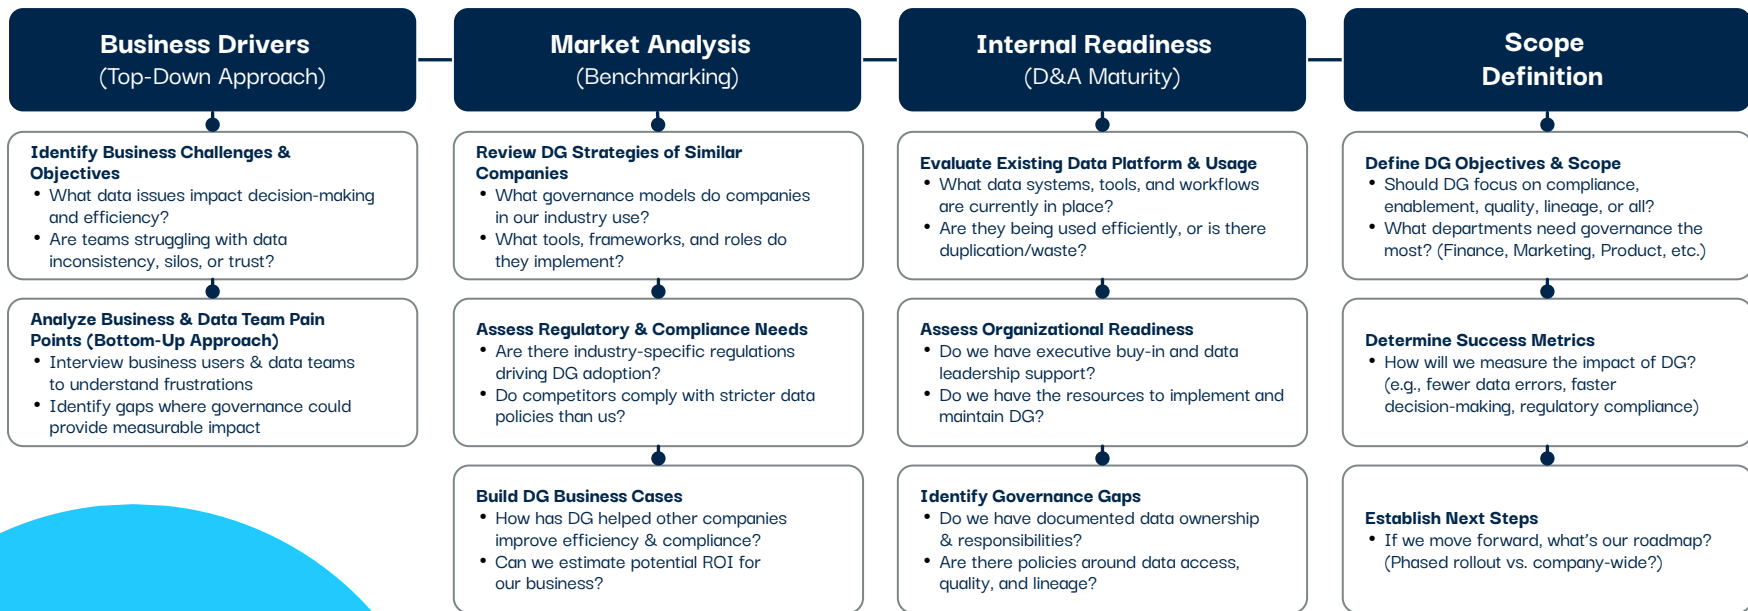 Business Drivers
(Top-Down Approach)
Identify Business Challenges &
Objectives
• What data issues impact decision-making
and efficiency?
• Are teams struggling with data
inconsistency, silos, or trust?
Analyze Business & Data Team Pain
Points (Bottom-Up Approach)
• Interview business users & data teams
to understand frustrations
• Identify gaps where governance could
provide measurable impact
Market Analysis
(Benchmarking)
Review DG Strategies of Similar
Companies
• What governance models do companies
in our industry use?
• What tools, frameworks, and roles do
they implement?
Assess Regulatory & Compliance Needs
• Are there industry-specific regulations
driving DG adoption?
• Do competitors comply with stricter data
policies than us?
Build DG Business Cases
• How has DG helped other companies
improve efficiency & compliance?
• Can we estimate potential ROI for
our business?
Internal Readiness
(D&A Maturity)
Evaluate Existing Data Platform & Usage
• What data systems, tools, and workflows
are currently in place?
• Are they being used efficiently, or is there
duplication/waste?
Assess Organizational Readiness
• Do we have executive buy-in and data
leadership support?
• Do we have the resources to implement and
maintain DG?
Identify Governance Gaps
• Do we have documented data ownership
& responsibilities?
• Are there policies around data access,
quality, and lineage?
Scope
Definition
Define DG Objectives & Scope
• Should DG focus on compliance,
enablement, quality, lineage, or all?
• What departments need governance the
most? (Finance, Marketing, Product, etc.)
Determine Success Metrics
• How will we measure the impact of DG?
(e.g., fewer data errors, faster
decision-making, regulatory compliance)
Establish Next Steps
• If we move forward, what's our roadmap?
(Phased rollout vs. company-wide?)